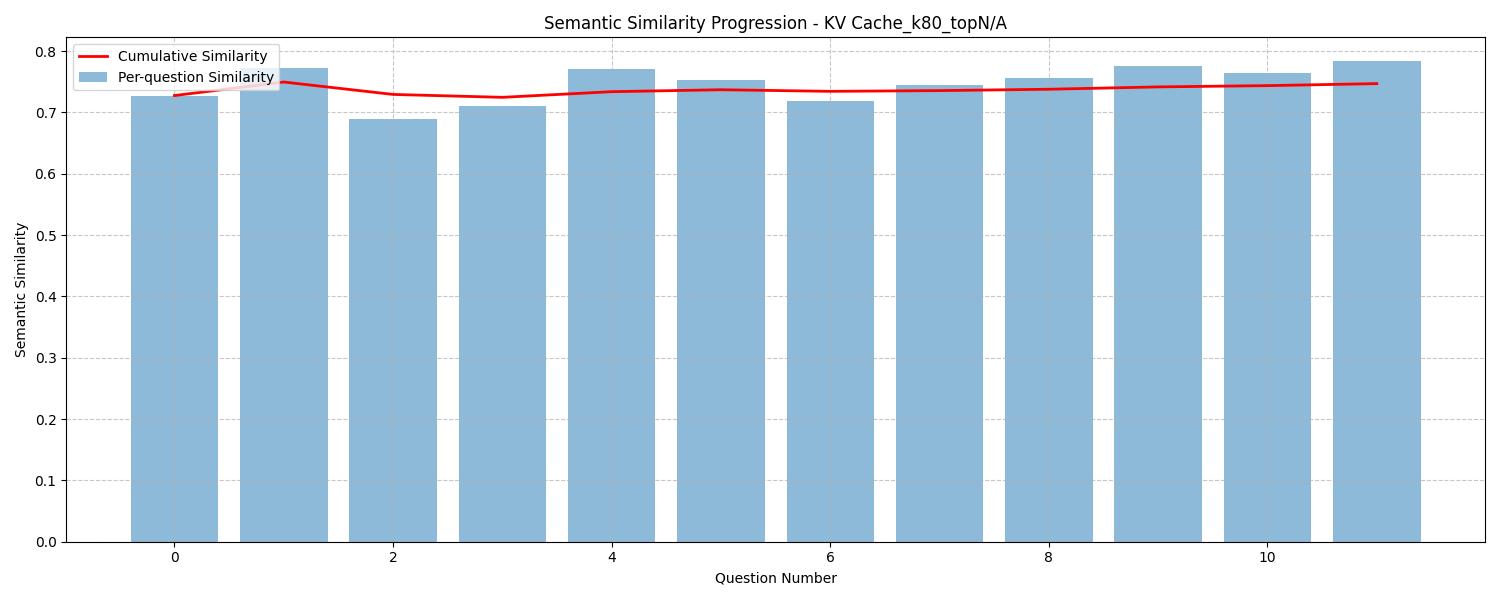 Semantic Similarity Progression - KV Cache_k80_topN/A
Cumulative Similarity
Per-question Similarity
Semantic Similarity
0.8
0.7
0.6
0.5
0.4
0.3
0.2
0.1
0.0
0 2 4 6 8 10
Question Number